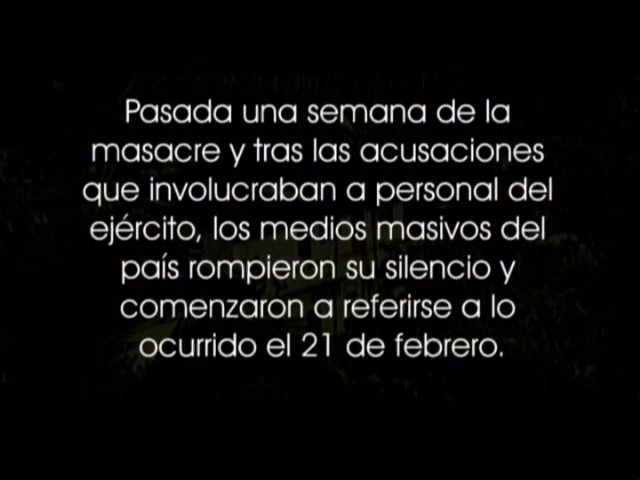 Pasada una semana de la
masacre y tras las acusaciones
que involucraban a personal del
ejército, los medios masivos del
país rompieron su silencio y
comenzaron a referirse a lo
ocurrido el 21 de febrero.